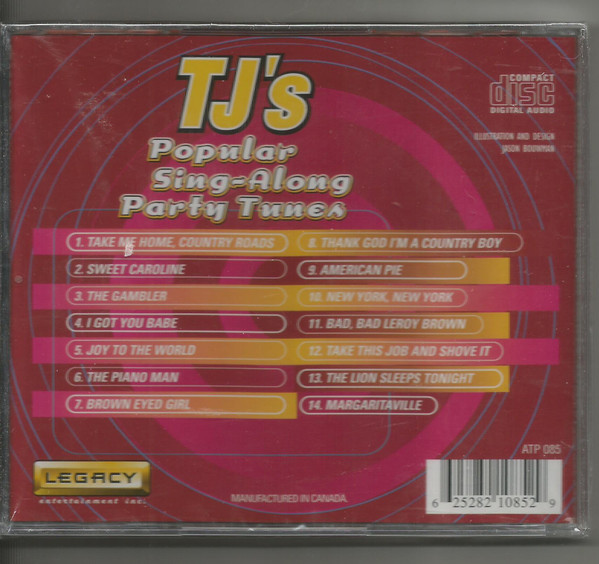 TJ's
Popular
Sing-Along
Party Tunes
COMPACT
disc
DIGITAL AUDIO
ILLUSTRATION AND DESIGN
JASON BOUWMAN
1. TAKE ME HOME, COUNTRY ROADS
2. SWEET CAROLINE
3. THE GAMBLER
4. I GOT YOU BABE
5. JOY TO THE WORLD
6. THE PIANO MAN
7. BROWN EYED GIRL
8. THANK GOD I'M A COUNTRY BOY
9. AMERICAN PIE
10. NEW YORK, NEW YORK
11. BAD, BAD LEROY BROWN
12. TAKE THIS JOB AND SHOVE IT
13. THE LION SLEEPS TONIGHT
14. MARGARITAVILLE
ATP 085
LEGACY
entertainment inc.
MANUFACTURED IN CANADA.
6 25282 10852 9